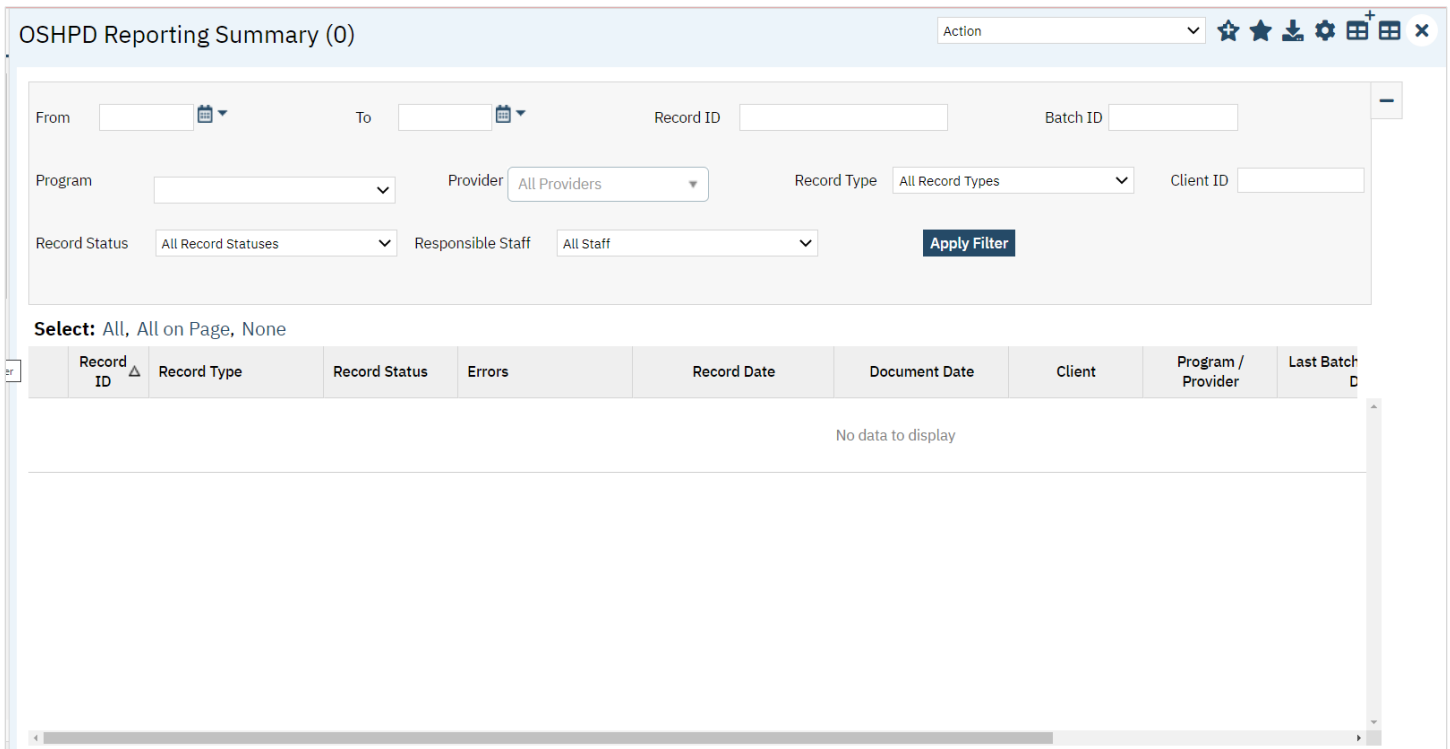 OSHPD Reporting Summary (0)
Action
From
To
Record ID
Batch ID
Program
Provider
All Providers
Record Type
All Record Types
Client ID
Record Status
All Record Statuses
Responsible Staff
All Staff
Apply Filter
Select: All, All on Page, None
er
Record
ID
Record Type
Record Status
Errors
Record Date
Document Date
Client
Program /
Provider
Last Batch
D
No data to display